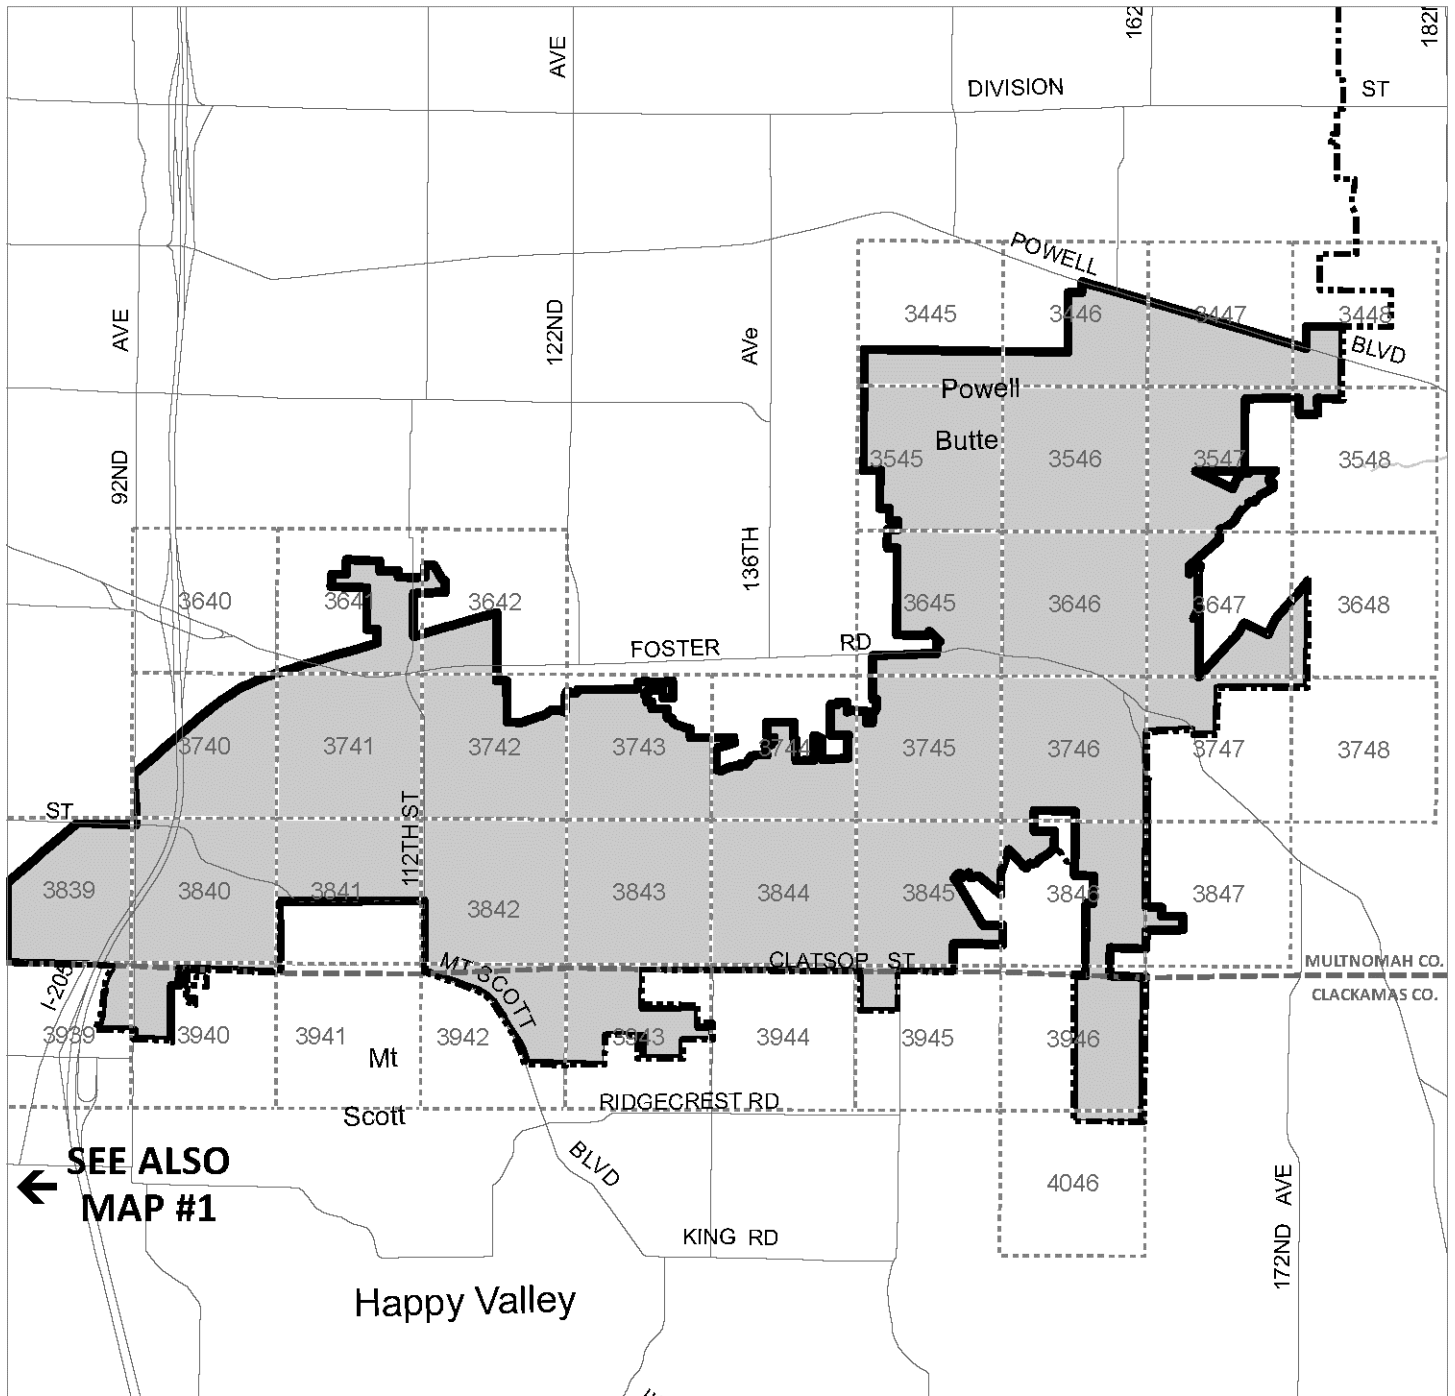 162
182
AVE
DIVISION ST
POWELL
3445
3446
3447
3448
AVE
122ND
AVe
BLVD
Powell
Butte
92ND
3545
3546
3547
3548
136TH
3640
3641
3642
3645
3646
3647
3648
FOSTER RD
3740
3741
3742
3743
3744
3745
3746
3747
3748
ST
112TH ST
3839
3840
3841
3842
3843
3844
3845
3846
3847
MT SCOTT
CLATSOP ST
MULTNOMAH CO.
I-205
CLACKAMAS CO.
3939
3940
3941
3942
3943
3944
3945
3946
Mt
Scott
RIDGECREST RD
SEE ALSO
MAP #1
BLVD
4046
172ND AVE
KING RD
Happy Valley